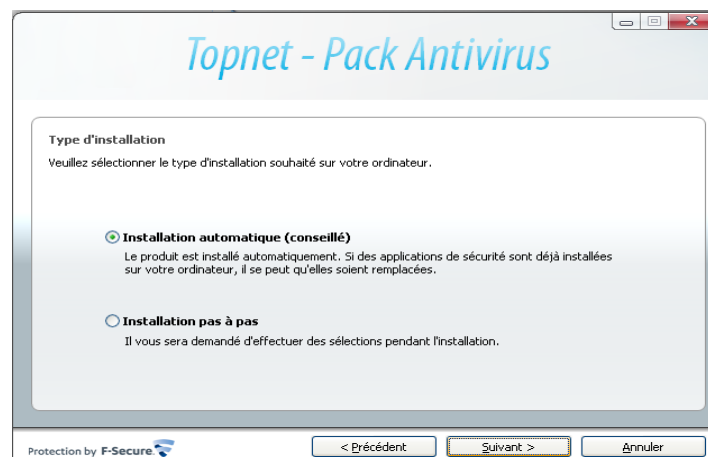 Topnet - Pack Antivirus
Type d'installation
Veuillez sélectionner le type d'installation souhaité sur votre ordinateur.
Installation automatique (conseillé)
Le produit est installé automatiquement. Si des applications de sécurité sont déjà installées
sur votre ordinateur, il se peut qu'elles soient remplacées.
Installation pas à pas
Il vous sera demandé d'effectuer des sélections pendant l'installation.
Protection by F-Secure. < Précédent Suivant > Annuler